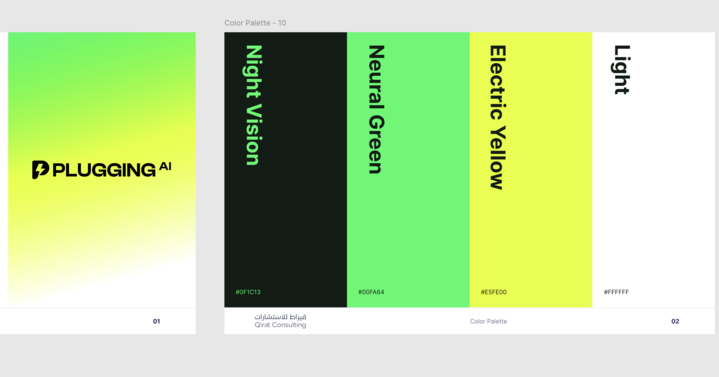 Color Palette - 10
PLUGGING AI
01
Night Vision
#0F1C13
Neural Green
#00FA64
Electric Yellow
#E5FE00
Light
#FFFFFF
قيراط للاستشارات
Qirat Consulting
Color Palette
02